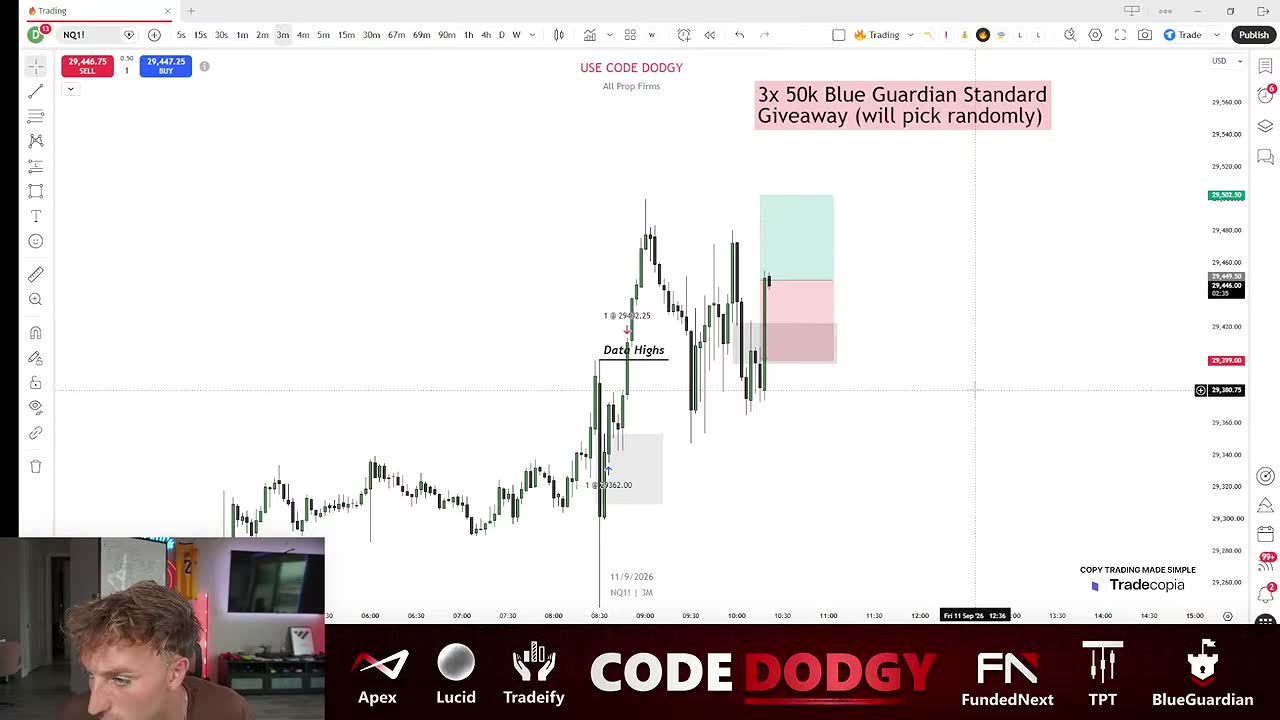 Trading
NQ1!
5s 15s 30s 1m 2m 3m 4m 5m 15m 30m 67m 69m 90m 1h 4h D W
Trading
Trade
Publish
29,446.75
SELL
0.50
1
29,447.25
BUY
USE CODE DODGY
All Prop Firms
3x 50k Blue Guardian Standard
Giveaway (will pick randomly)
USD
29,560.00
29,540.00
29,520.00
29,502.50
29,480.00
29,460.00
29,449.50
29,446.00
02:35
29,420.00
29,399.00
29,380.75
29,360.00
29,340.00
29,320.00
29,300.00
29,280.00
29,260.00
Data Highs
11/9/2026
NQ1! | 3M
COPY TRADING MADE SIMPLE
Tradecopia
06:00 06:30 07:00 07:30 08:00 08:30 09:00 09:30 10:00 10:30 11:00 11:30 Fri 11 Sep '26 12:36 13:30 14:00 14:30 15:00
Apex
Lucid
Tradeify
CODE DODGY
FN
FundedNext
TPT
BlueGuardian